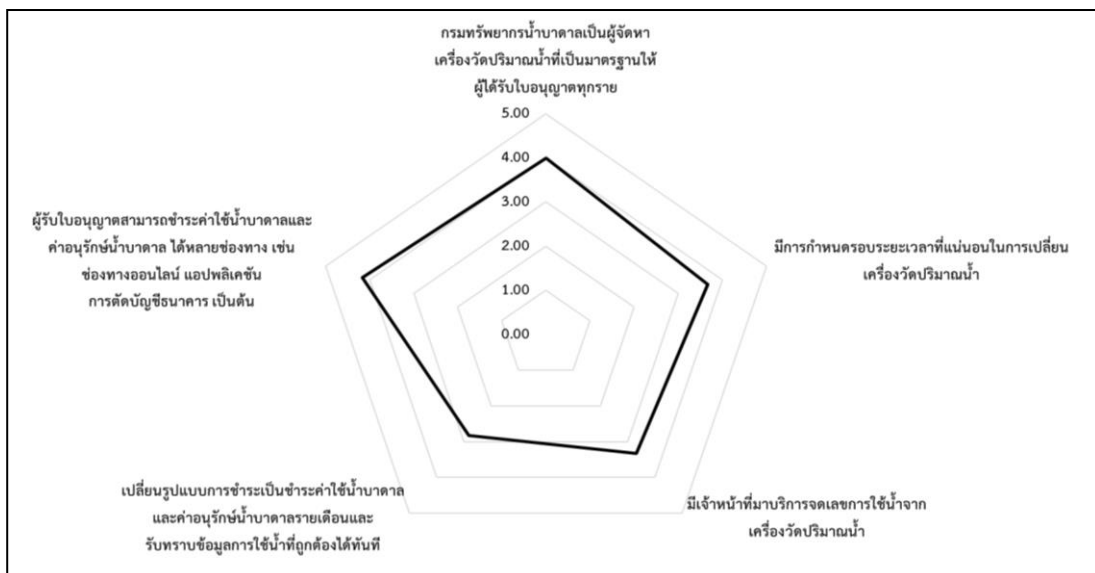 กรมทรัพยากรน้ำบาดาลเป็นผู้จัดหา
เครื่องวัดปริมาณน้ำที่เป็นมาตรฐานให้
ผู้ได้รับใบอนุญาตทุกราย
5.00
4.00
3.00
2.00
1.00
0.00
ผู้รับใบอนุญาตสามารถชำระค่าใช้น้ำบาดาลและ
ค่าอนุรักษ์น้ำบาดาล ได้หลายช่องทาง เช่น
ช่องทางออนไลน์ แอปพลิเคชัน
การตัดบัญชีธนาคาร เป็นต้น
มีการกำหนดรอบระยะเวลาที่แน่นอนในการเปลี่ยน
เครื่องวัดปริมาณน้ำ
เปลี่ยนรูปแบบการชำระเป็นชำระค่าใช้น้ำบาดาล
และค่าอนุรักษ์น้ำบาดาลรายเดือนและ
รับทราบข้อมูลการใช้น้ำที่ถูกต้องได้ทันที
มีเจ้าหน้าที่มาบริการจดเลขการใช้น้ำจาก
เครื่องวัดปริมาณน้ำ